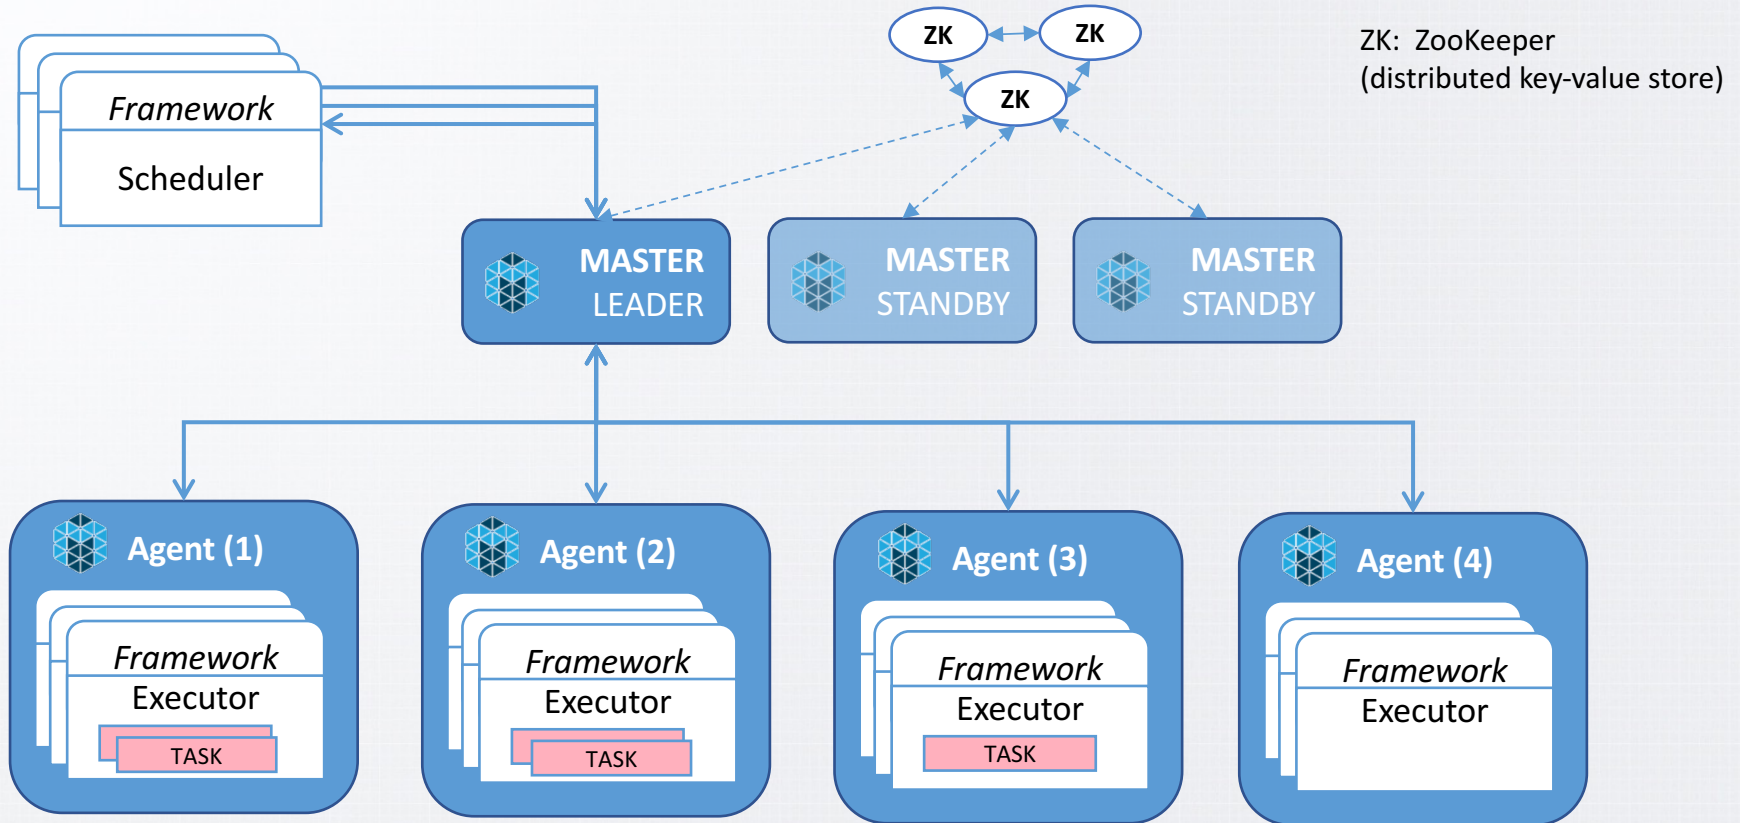 ZK
ZK
ZK
ZK: ZooKeeper
(distributed key-value store)
Framework
Scheduler
MASTER
LEADER
MASTER
STANDBY
MASTER
STANDBY
Agent (1)
Framework
Executor
TASK
Agent (2)
Framework
Executor
TASK
Agent (3)
Framework
Executor
TASK
Agent (4)
Framework
Executor